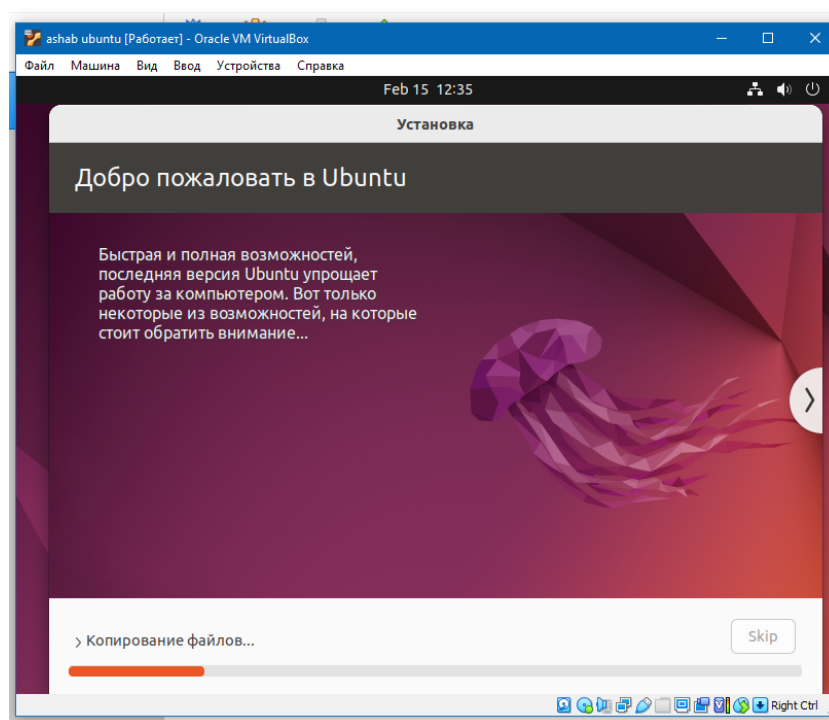 ashab ubuntu [Работает] - Oracle VM VirtualBox
Файл Машина Вид Ввод Устройства Справка
Feb 15 12:35
Установка
Добро пожаловать в Ubuntu
Быстрая и полная возможностей,
последняя версия Ubuntu упрощает
работу за компьютером. Вот только
некоторые из возможностей, на которые
стоит обратить внимание...
Копирование файлов...
Skip
Right Ctrl